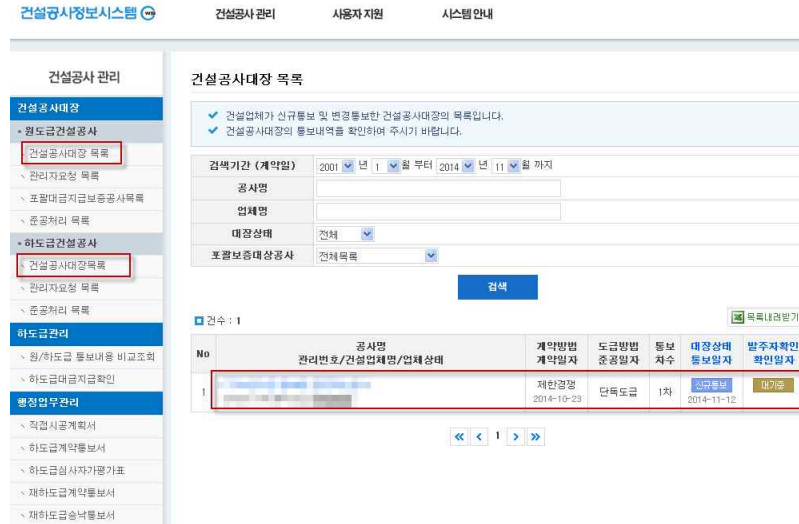 건설공사정보시스템
건설공사 관리 사용자 지원 시스템 안내
건설공사 관리
건설공사대장
원도급건설공사
건설공사대장 목록
관리자요청 목록
포괄대금지급보증공사목록
준공처리 목록
하도급건설공사
건설공사대장목록
관리자요청 목록
준공처리 목록
하도급관리
원/하도급 통보내용 비교조회
하도급대금지급확인
행정업무관리
직접시공계획서
하도급계약통보서
하도급심사자가평가표
재하도급계약통보서
재하도급승낙통보서
건설공사대장 목록
건설업체가 신규통보 및 변경통보한 건설공사대장의 목록입니다.
건설공사대장의 통보내역를 확인하여 주시기 바랍니다.
검색기간 (계약일) 2001 년 1 월 부터 2014 년 11 월 까지
공사명
업체명
대장상태 전체
포괄보증대상공사 전체목록
검색
건수 : 1
목록내려받기
No 공사명 관리번호/건설업체명/업체상태 계약방법 계약일자 도급방법 준공일자 통보 차수 대장상태 통보일자 발주자확인 확인일자
1 제한경쟁 2014-10-23 단독도급 1차 신규통보 2014-11-12 대기중
« < 1 > »